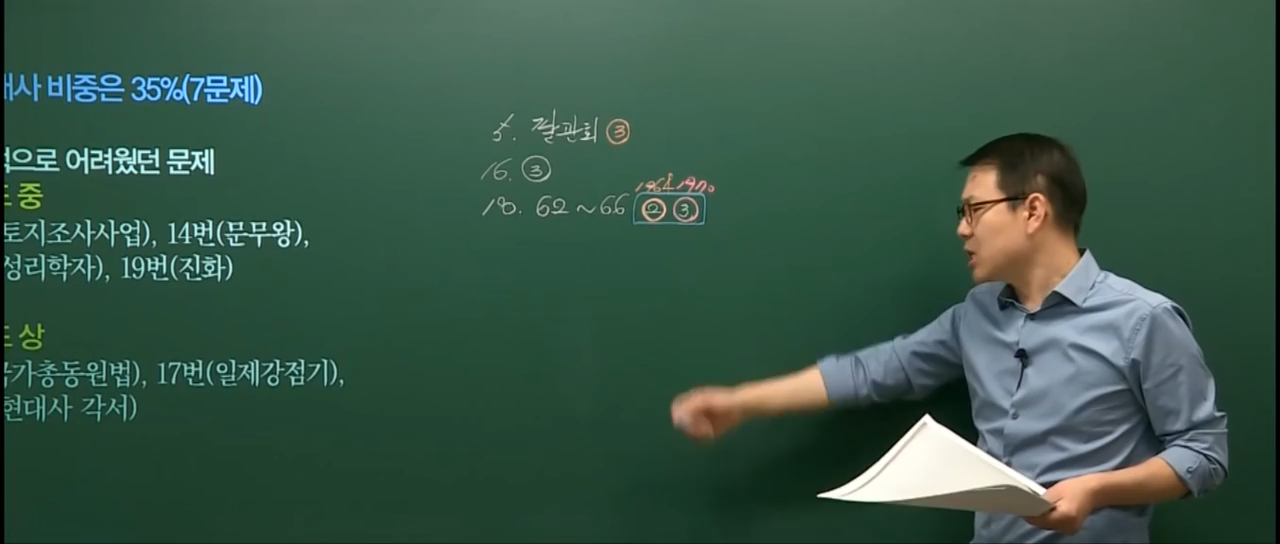 대사 비중은 35%(7문제)
적으로 어려웠던 문제
도 중
토지조사사업), 14번(문무왕),
성리학자), 19번(진화)
도 상
국가총동원법), 17번(일제강점기),
현대사 각서)
5. 팔관회 ③
16. ③
1964 1970
18. 62~66 ② ③